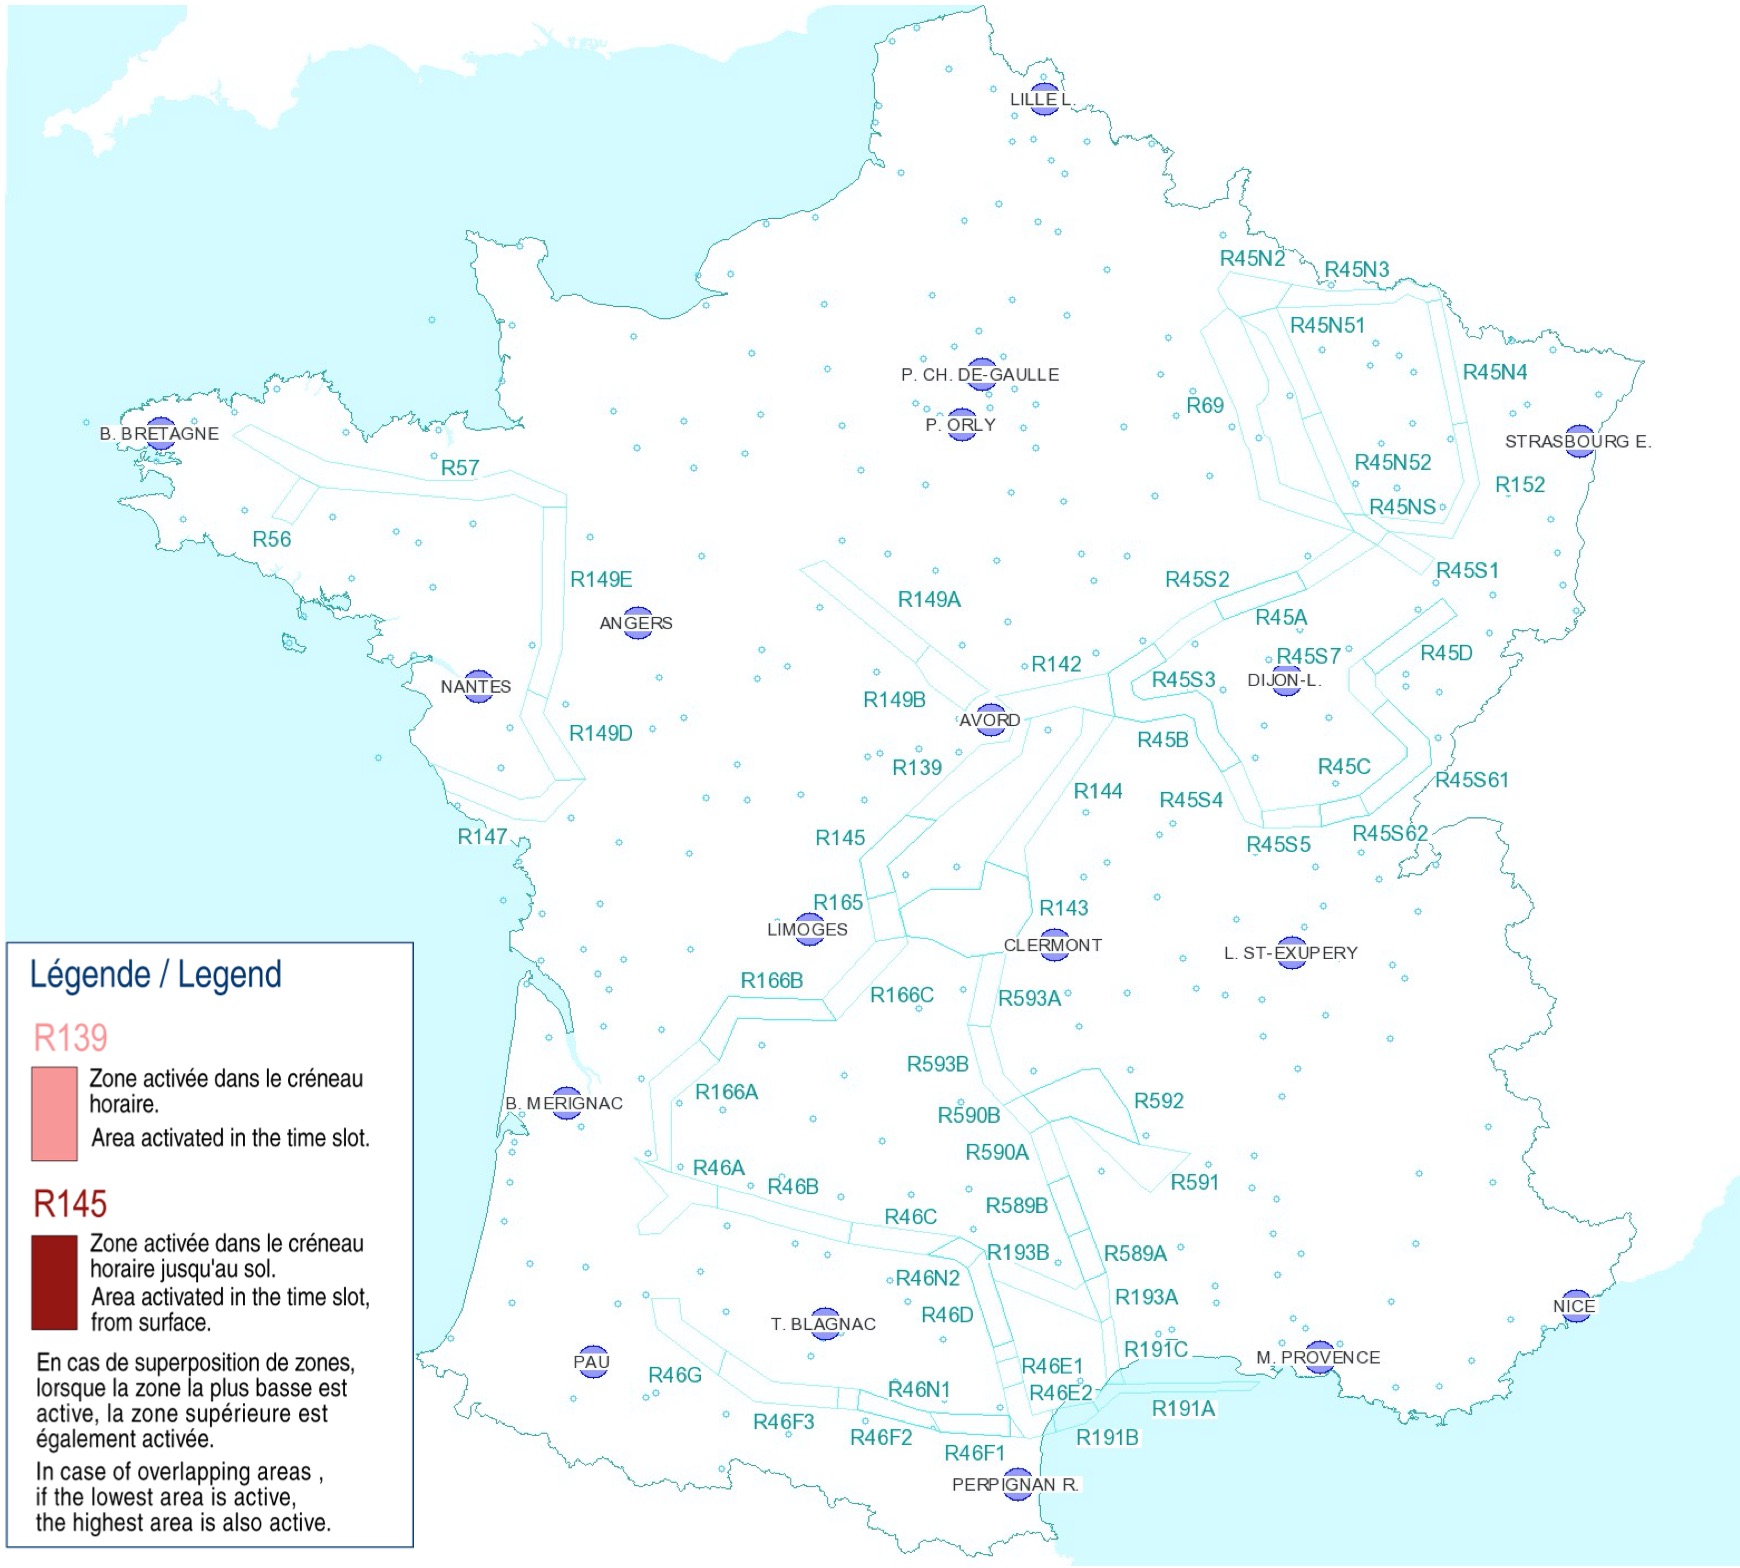 LILLE L.
R45N2
R45N3
R45N51
P. CH. DE-GAULLE
R45N4
R69
P. ORLY
B. BRETAGNE
STRASBOURG E.
R57
R45N52
R152
R45NS
R56
R149E
R45S2
R45S1
R149A
R45A
ANGERS
R45S7
R45D
R142
R45S3
DIJON-L.
NANTES
R149B
AVORD
R149D
R45B
R139
R45C
R45S61
R144
R45S4
R147
R145
R45S5
R45S62
R165
R143
LIMOGES
CLERMONT
L. ST-EXUPERY
R166B
R166C
R593A
R593B
R166A
B. MERIGNAC
R590B
R592
R590A
R46A
R46B
R591
R589B
R46C
R193B
R589A
R46N2
R193A
R46D
NICE
T. BLAGNAC
R191C
M. PROVENCE
PAU
R46G
R46E1
R46N1
R46E2
R191A
R46F3
R46F2
R191B
R46F1
PERPIGNAN R.
Légende / Legend
R139
Zone activée dans le créneau
horaire.
Area activated in the time slot.
R145
Zone activée dans le créneau
horaire jusqu'au sol.
Area activated in the time slot,
from surface.
En cas de superposition de zones,
lorsque la zone la plus basse est
active, la zone supérieure est
également activée.
In case of overlapping areas ,
if the lowest area is active,
the highest area is also active.